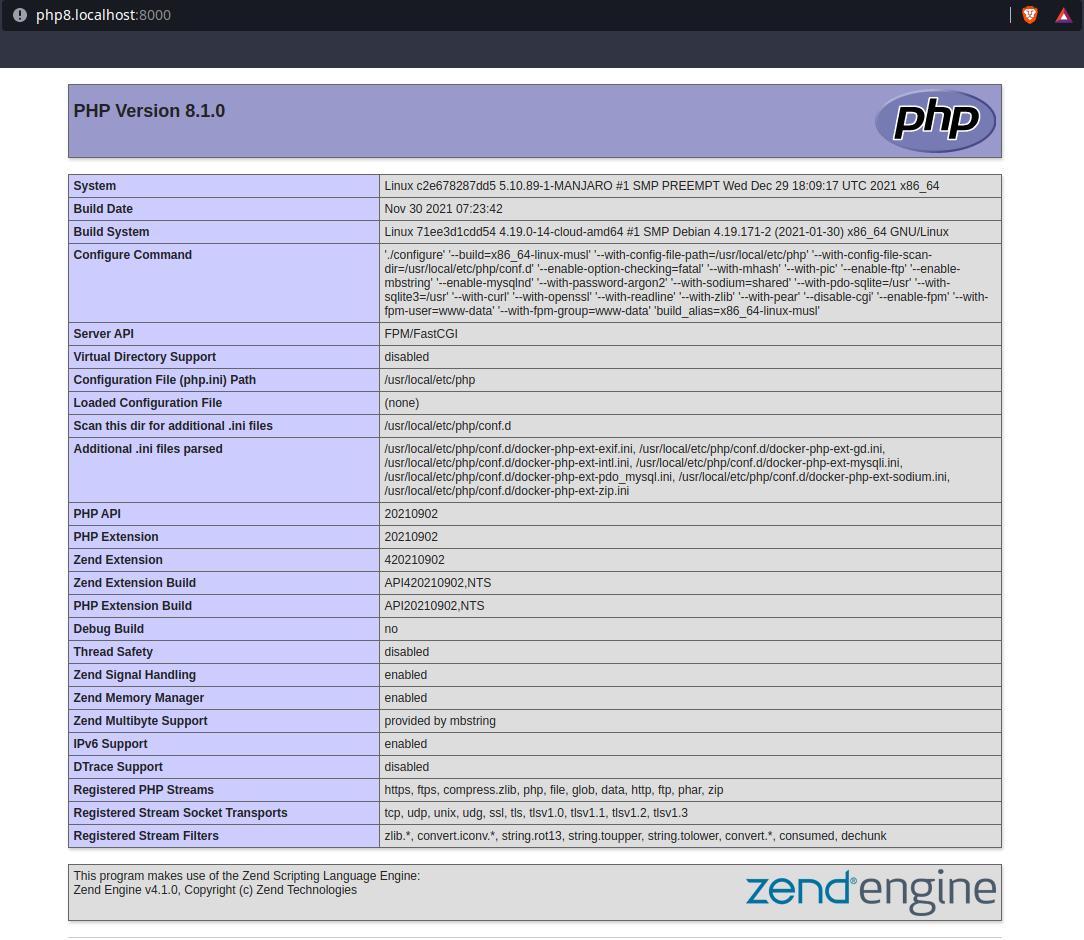 php8.localhost:8000
PHP Version 8.1.0
php
System Linux c2e678287dd5 5.10.89-1-MANJARO #1 SMP PREEMPT Wed Dec 29 18:09:17 UTC 2021 x86_64
Build Date Nov 30 2021 07:23:42
Build System Linux 71ee3d1cdd54 4.19.0-14-cloud-amd64 #1 SMP Debian 4.19.171-2 (2021-01-30) x86_64 GNU/Linux
Configure Command './configure' '--build=x86_64-linux-musl' '--with-config-file-path=/usr/local/etc/php' '--with-config-file-scan-
dir=/usr/local/etc/php/conf.d' '--enable-option-checking=fatal' '--with-mhash' '--with-pic' '--enable-ftp' '--enable-
mbstring' '--enable-mysqlnd' '--with-password-argon2' '--with-sodium=shared' '--with-pdo-sqlite=/usr' '--with-
sqlite3=/usr' '--with-curl' '--with-openssl' '--with-readline' '--with-zlib' '--with-pear' '--disable-cgi' '--enable-fpm' '--with-
fpm-user=www-data' '--with-fpm-group=www-data' 'build_alias=x86_64-linux-musl'
Server API FPM/FastCGI
Virtual Directory Support disabled
Configuration File (php.ini) Path /usr/local/etc/php
Loaded Configuration File (none)
Scan this dir for additional .ini files /usr/local/etc/php/conf.d
Additional .ini files parsed /usr/local/etc/php/conf.d/docker-php-ext-exif.ini, /usr/local/etc/php/conf.d/docker-php-ext-gd.ini,
/usr/local/etc/php/conf.d/docker-php-ext-intl.ini, /usr/local/etc/php/conf.d/docker-php-ext-mysqli.ini,
/usr/local/etc/php/conf.d/docker-php-ext-pdo_mysql.ini, /usr/local/etc/php/conf.d/docker-php-ext-sodium.ini,
/usr/local/etc/php/conf.d/docker-php-ext-zip.ini
PHP API 20210902
PHP Extension 20210902
Zend Extension 420210902
Zend Extension Build API420210902,NTS
PHP Extension Build API20210902,NTS
Debug Build no
Thread Safety disabled
Zend Signal Handling enabled
Zend Memory Manager enabled
Zend Multibyte Support provided by mbstring
IPv6 Support enabled
DTrace Support disabled
Registered PHP Streams https, ftps, compress.zlib, php, file, glob, data, http, ftp, phar, zip
Registered Stream Socket Transports tcp, udp, unix, udg, ssl, tls, tlsv1.0, tlsv1.1, tlsv1.2, tlsv1.3
Registered Stream Filters zlib.*, convert.iconv.*, string.rot13, string.toupper, string.tolower, convert.*, consumed, dechunk
This program makes use of the Zend Scripting Language Engine:
Zend Engine v4.1.0, Copyright (c) Zend Technologies
zend®engine